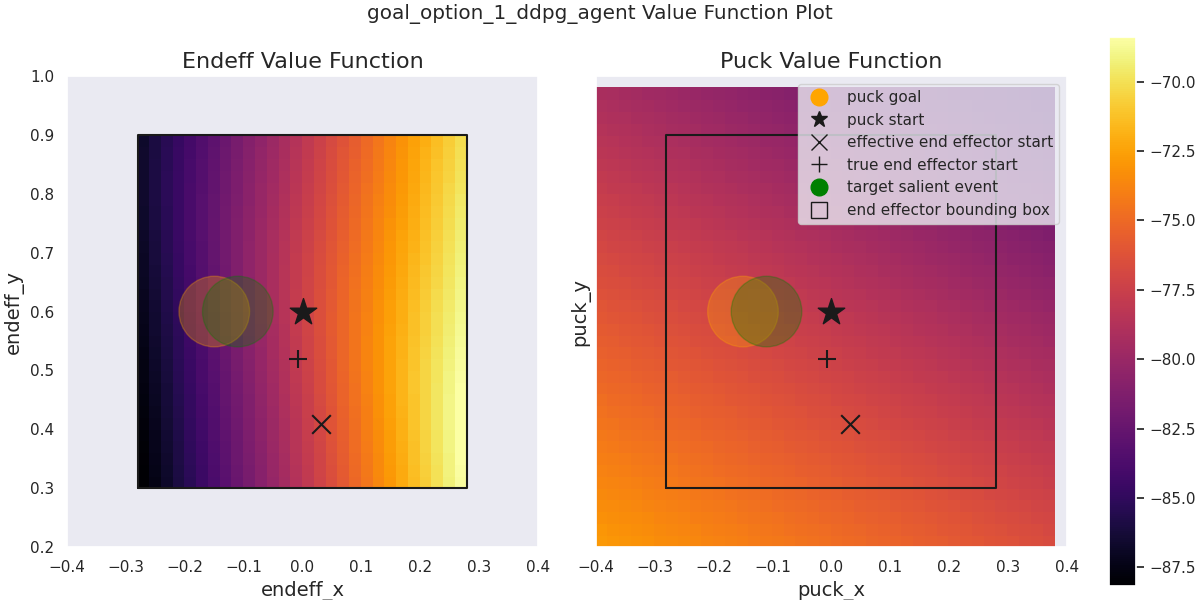 goal_option_1_ddpg_agent Value Function Plot
Endeff Value Function
endeff_y
1.0
0.9
0.8
0.7
0.6
0.5
0.4
0.3
0.2
−0.4 −0.3 −0.2 −0.1 0.0 0.1 0.2 0.3 0.4
endeff_x
Puck Value Function
puck goal
puck start
effective end effector start
true end effector start
target salient event
end effector bounding box
puck_y
−0.4 −0.3 −0.2 −0.1 0.0 0.1 0.2 0.3 0.4
puck_x
−70.0
−72.5
−75.0
−77.5
−80.0
−82.5
−85.0
−87.5